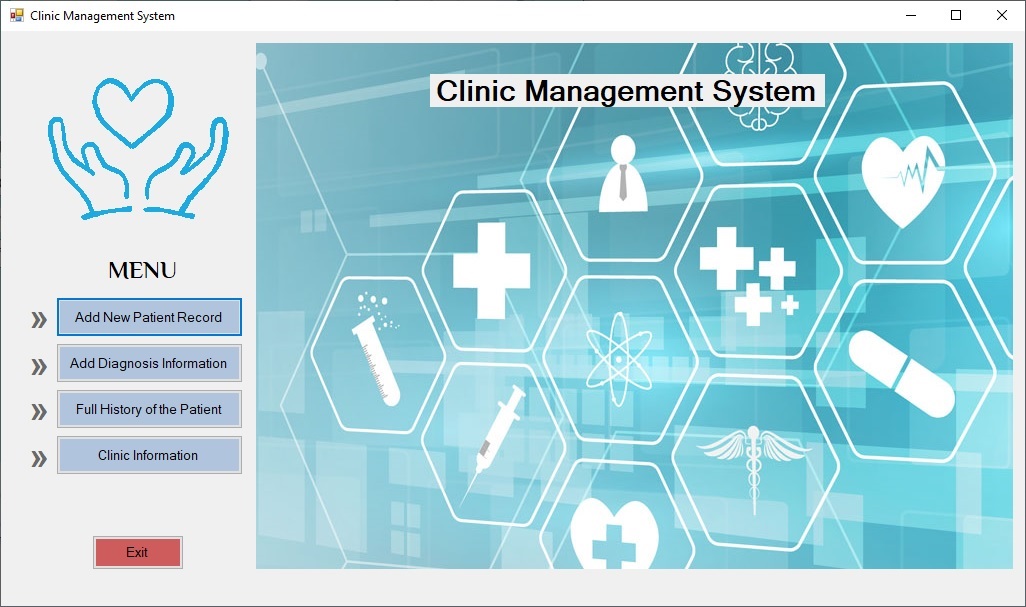 Clinic Management System
Clinic Management System
MENU
» Add New Patient Record
» Add Diagnosis Information
» Full History of the Patient
» Clinic Information
Exit